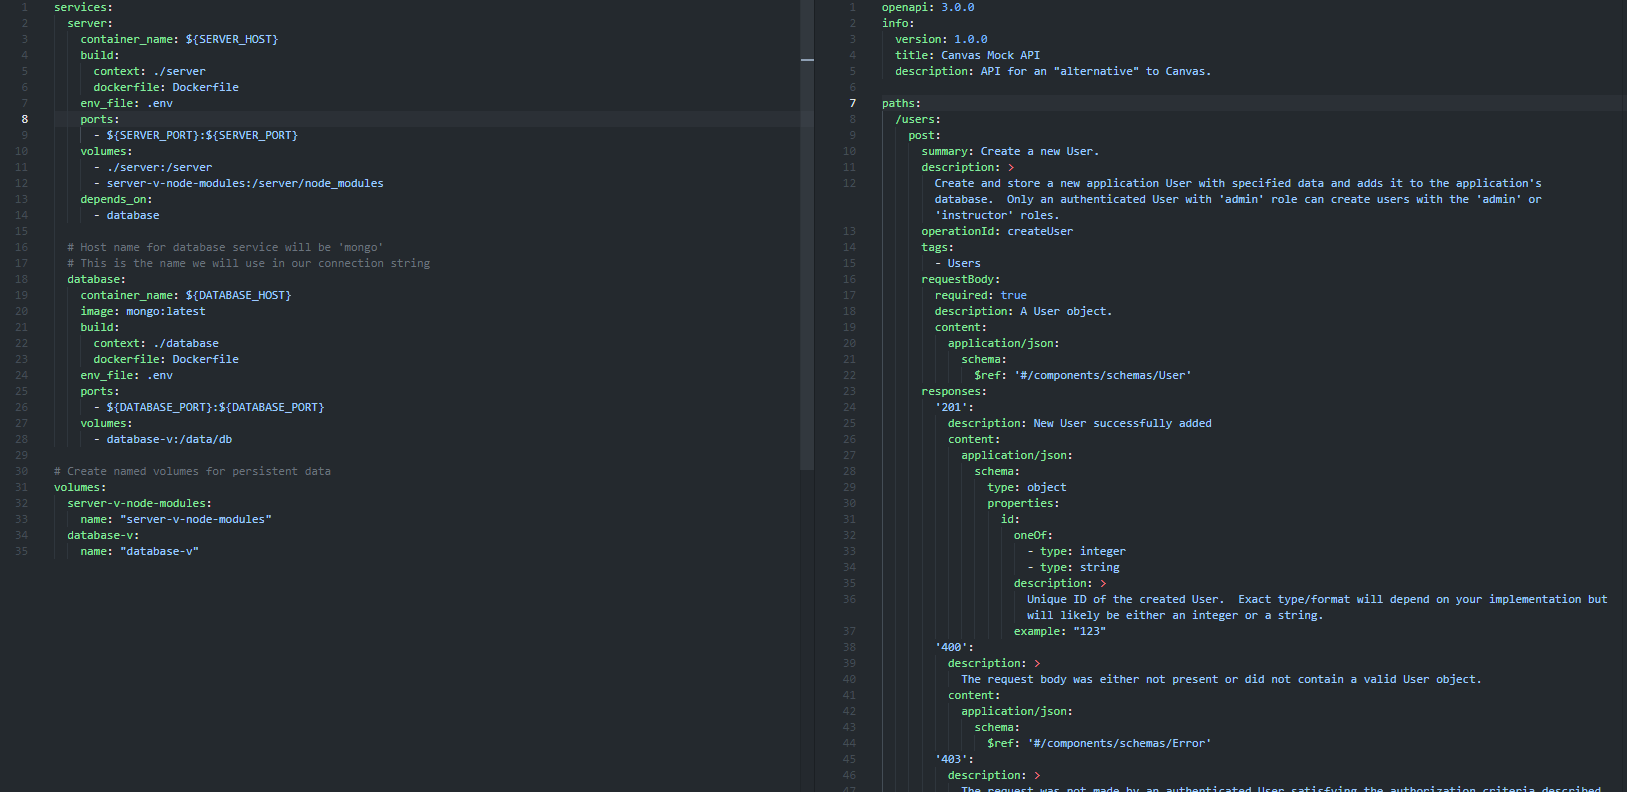 1 services:
2 server:
3 container_name: ${SERVER_HOST}
4 build:
5 context: ./server
6 dockerfile: Dockerfile
7 env_file: .env
8 ports:
9 - ${SERVER_PORT}:${SERVER_PORT}
10 volumes:
11 - ./server:/server
12 - server-v-node-modules:/server/node_modules
13 depends_on:
14 - database
15
16 # Host name for database service will be 'mongo'
17 # This is the name we will use in our connection string
18 database:
19 container_name: ${DATABASE_HOST}
20 image: mongo:latest
21 build:
22 context: ./database
23 dockerfile: Dockerfile
24 env_file: .env
25 ports:
26 - ${DATABASE_PORT}:${DATABASE_PORT}
27 volumes:
28 - database-v:/data/db
29
30 # Create named volumes for persistent data
31 volumes:
32 server-v-node-modules:
33 name: "server-v-node-modules"
34 database-v:
35 name: "database-v"
1 openapi: 3.0.0
2 info:
3 version: 1.0.0
4 title: Canvas Mock API
5 description: API for an "alternative" to Canvas.
6
7 paths:
8 /users:
9 post:
10 summary: Create a new User.
11 description: >
12 Create and store a new application User with specified data and adds it to the application's
database.  Only an authenticated User with 'admin' role can create users with the 'admin' or
'instructor' roles.
13 operationId: createUser
14 tags:
15 - Users
16 requestBody:
17 required: true
18 description: A User object.
19 content:
20 application/json:
21 schema:
22 $ref: '#/components/schemas/User'
23 responses:
24 '201':
25 description: New User successfully added
26 content:
27 application/json:
28 schema:
29 type: object
30 properties:
31 id:
32 oneOf:
33 - type: integer
34 - type: string
35 description: >
36 Unique ID of the created User.  Exact type/format will depend on your implementation but
will likely be either an integer or a string.
37 example: "123"
38 '400':
39 description: >
40 The request body was either not present or did not contain a valid User object.
41 content:
42 application/json:
43 schema:
44 $ref: '#/components/schemas/Error'
45 '403':
46 description: >
47 The request was not made by an authenticated User satisfying the authorization criteria described